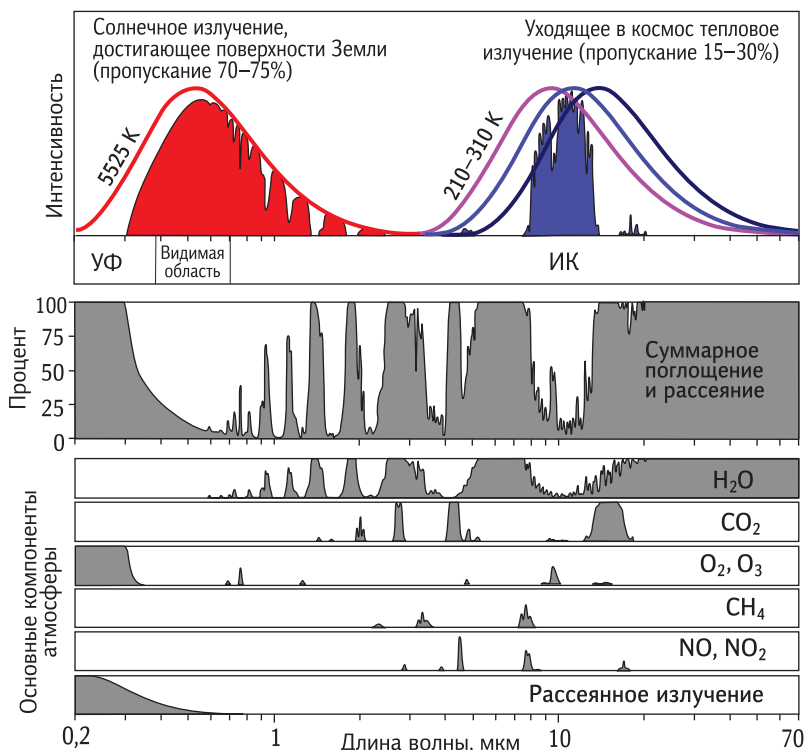 Солнечное излучение,
достигающее поверхности Земли
(пропускание 70–75%)
Уходящее в космос тепловое
излучение (пропускание 15–30%)
Интенсивность
5525 K
210–310 K
УФ
Видимая
область
ИК
Процент
100
75
50
25
0
Суммарное
поглощение
и рассеяние
Основные компоненты
атмосферы
H₂O
CO₂
O₂, O₃
CH₄
NO, NO₂
Рассеянное излучение
0,2
1
10
70
Длина волны, мкм